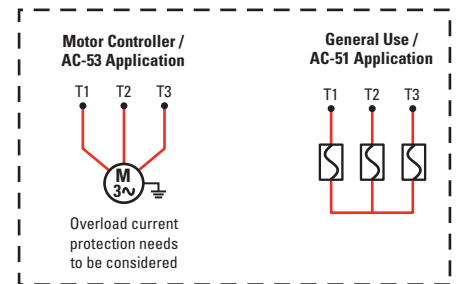 Motor Controller /
AC-53 Application
T1 T2 T3
M
3∿
Overload current
protection needs
to be considered
General Use /
AC-51 Application
T1 T2 T3